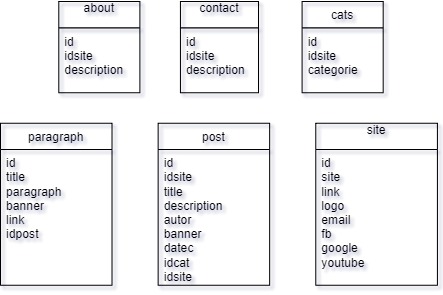 about
id
idsite
description
contact
id
idsite
description
cats
id
idsite
categorie
paragraph
id
title
paragraph
banner
link
idpost
post
id
idsite
title
description
autor
banner
datec
idcat
idsite
site
id
site
link
logo
email
fb
google
youtube